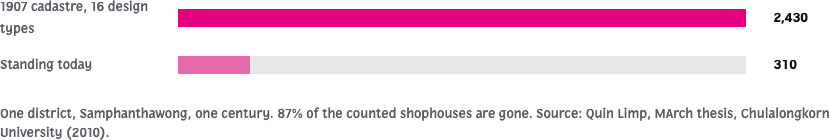 1907 cadastre, 16 design
types
2,430
Standing today
310
One district, Samphanthawong, one century. 87% of the counted shophouses are gone. Source: Quin Limp, MArch thesis, Chulalongkorn
University (2010).